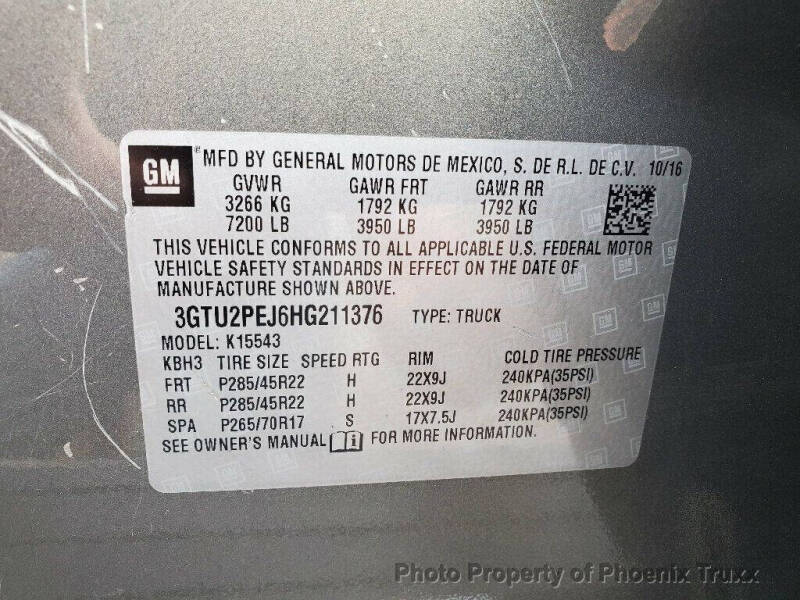 GM ® MFD BY GENERAL MOTORS DE MEXICO, S. DE R.L. DE C.V. 10/16
GVWR GAWR FRT GAWR RR
3266 KG 1792 KG 1792 KG
7200 LB 3950 LB 3950 LB
THIS VEHICLE CONFORMS TO ALL APPLICABLE U.S. FEDERAL MOTOR
VEHICLE SAFETY STANDARDS IN EFFECT ON THE DATE OF
MANUFACTURE SHOWN ABOVE.
3GTU2PEJ6HG211376 TYPE: TRUCK
MODEL: K15543
KBH3 TIRE SIZE SPEED RTG RIM COLD TIRE PRESSURE
FRT P285/45R22 H 22X9J 240KPA(35PSI)
RR P285/45R22 H 22X9J 240KPA(35PSI)
SPA P265/70R17 S 17X7.5J 240KPA(35PSI)
SEE OWNER'S MANUAL i FOR MORE INFORMATION.
Photo Property of Phoenix Truxx